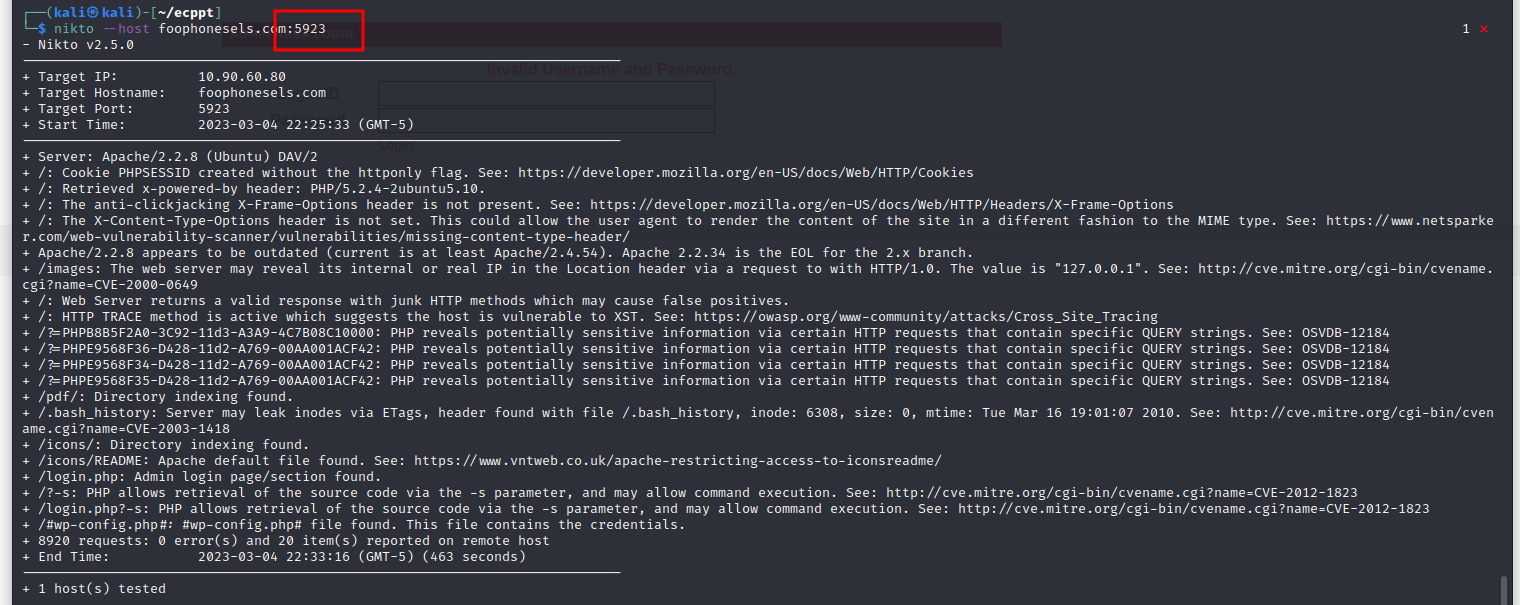 ┌──(kali㉿kali)-[~/ecppt]
└─$ nikto --host foophonesels.com:5923
1 ⨯
- Nikto v2.5.0
+ Target IP:          10.90.60.80
+ Target Hostname:    foophonesels.com
+ Target Port:        5923
+ Start Time:         2023-03-04 22:25:33 (GMT-5)
Invalid Username and Password.
Login
+ Server: Apache/2.2.8 (Ubuntu) DAV/2
+ /: Cookie PHPSESSID created without the httponly flag. See: https://developer.mozilla.org/en-US/docs/Web/HTTP/Cookies
+ /: Retrieved x-powered-by header: PHP/5.2.4-2ubuntu5.10.
+ /: The anti-clickjacking X-Frame-Options header is not present. See: https://developer.mozilla.org/en-US/docs/Web/HTTP/Headers/X-Frame-Options
+ /: The X-Content-Type-Options header is not set. This could allow the user agent to render the content of the site in a different fashion to the MIME type. See: https://www.netsparke
r.com/web-vulnerability-scanner/vulnerabilities/missing-content-type-header/
+ Apache/2.2.8 appears to be outdated (current is at least Apache/2.4.54). Apache 2.2.34 is the EOL for the 2.x branch.
+ /images: The web server may reveal its internal or real IP in the Location header via a request to with HTTP/1.0. The value is "127.0.0.1". See: http://cve.mitre.org/cgi-bin/cvename.
cgi?name=CVE-2000-0649
+ /: Web Server returns a valid response with junk HTTP methods which may cause false positives.
+ /: HTTP TRACE method is active which suggests the host is vulnerable to XST. See: https://owasp.org/www-community/attacks/Cross_Site_Tracing
+ /?=PHPB8B5F2A0-3C92-11d3-A3A9-4C7B08C10000: PHP reveals potentially sensitive information via certain HTTP requests that contain specific QUERY strings. See: OSVDB-12184
+ /?=PHPE9568F36-D428-11d2-A769-00AA001ACF42: PHP reveals potentially sensitive information via certain HTTP requests that contain specific QUERY strings. See: OSVDB-12184
+ /?=PHPE9568F34-D428-11d2-A769-00AA001ACF42: PHP reveals potentially sensitive information via certain HTTP requests that contain specific QUERY strings. See: OSVDB-12184
+ /?=PHPE9568F35-D428-11d2-A769-00AA001ACF42: PHP reveals potentially sensitive information via certain HTTP requests that contain specific QUERY strings. See: OSVDB-12184
+ /pdf/: Directory indexing found.
+ /.bash_history: Server may leak inodes via ETags, header found with file /.bash_history, inode: 6308, size: 0, mtime: Tue Mar 16 19:01:07 2010. See: http://cve.mitre.org/cgi-bin/cven
ame.cgi?name=CVE-2003-1418
+ /icons/: Directory indexing found.
+ /icons/README: Apache default file found. See: https://www.vntweb.co.uk/apache-restricting-access-to-iconsreadme/
+ /login.php: Admin login page/section found.
+ /?-s: PHP allows retrieval of the source code via the -s parameter, and may allow command execution. See: http://cve.mitre.org/cgi-bin/cvename.cgi?name=CVE-2012-1823
+ /login.php?-s: PHP allows retrieval of the source code via the -s parameter, and may allow command execution. See: http://cve.mitre.org/cgi-bin/cvename.cgi?name=CVE-2012-1823
+ /#wp-config.php#: #wp-config.php# file found. This file contains the credentials.
+ 8920 requests: 0 error(s) and 20 item(s) reported on remote host
+ End Time:           2023-03-04 22:33:16 (GMT-5) (463 seconds)
+ 1 host(s) tested